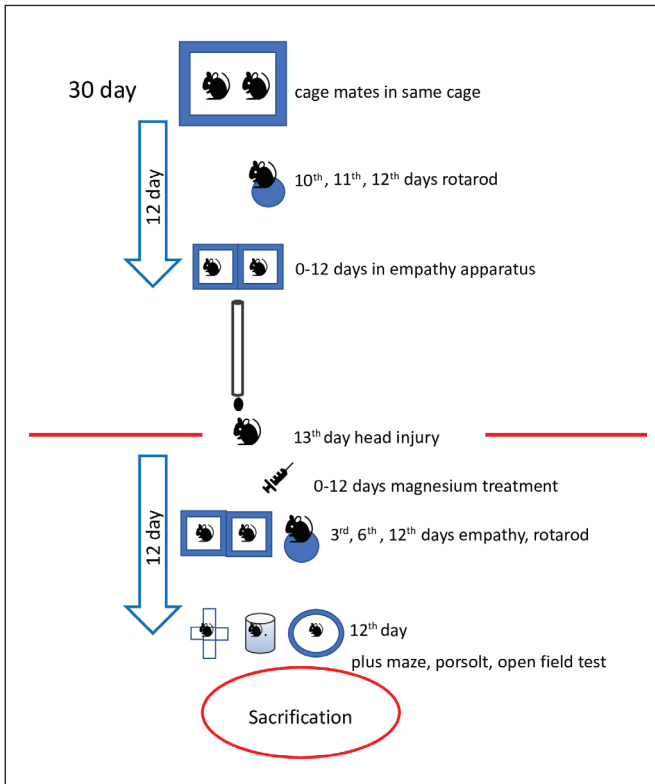 30 day
cage mates in same cage
12 day
10th, 11th, 12th days rotarod
0-12 days in empathy apparatus
13th day head injury
0-12 days magnesium treatment
12 day
3rd, 6th, 12th days empathy, rotarod
12th day
plus maze, porsolt, open field test
Sacrification